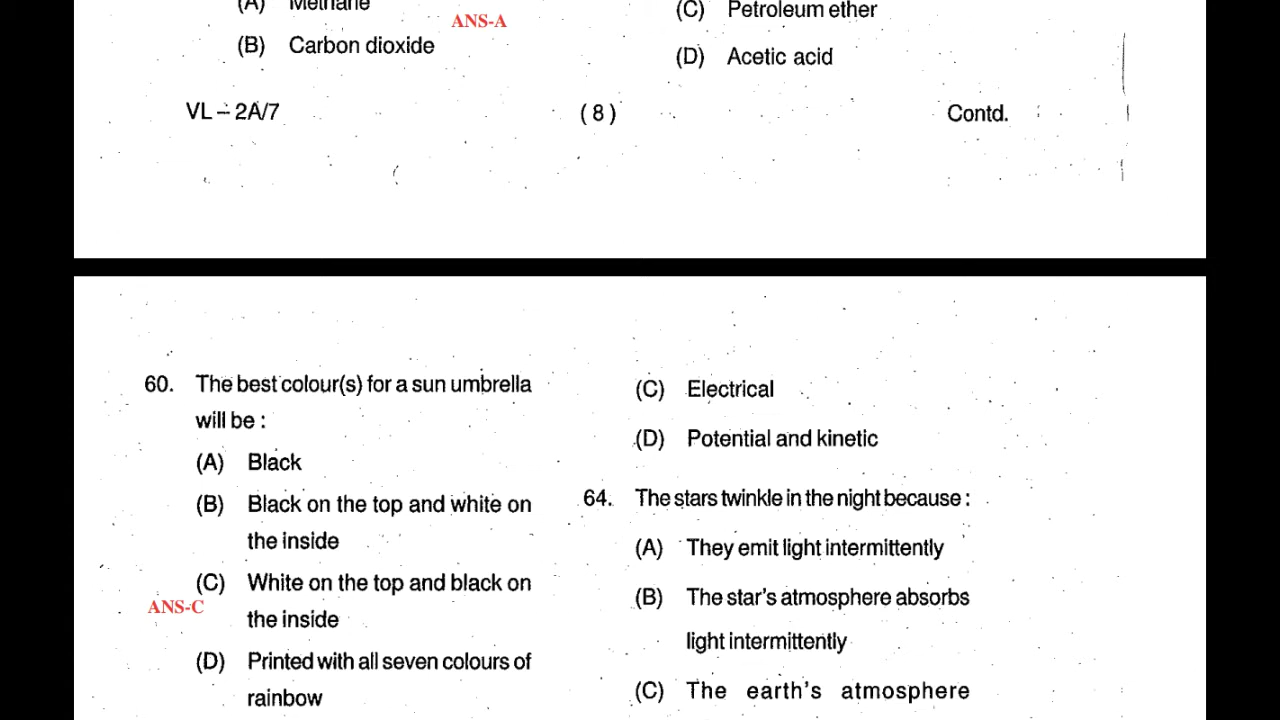 (A) Methane
ANS-A
(B) Carbon dioxide
(C) Petroleum ether
(D) Acetic acid
VL – 2A/7
( 8 )
Contd.
60. The best colour(s) for a sun umbrella
will be :
(A) Black
(B) Black on the top and white on
the inside
(C) White on the top and black on
ANS-C
the inside
(D) Printed with all seven colours of
rainbow
(C) Electrical
(D) Potential and kinetic
64. The stars twinkle in the night because :
(A) They emit light intermittently
(B) The star's atmosphere absorbs
light intermittently
(C) The earth's atmosphere